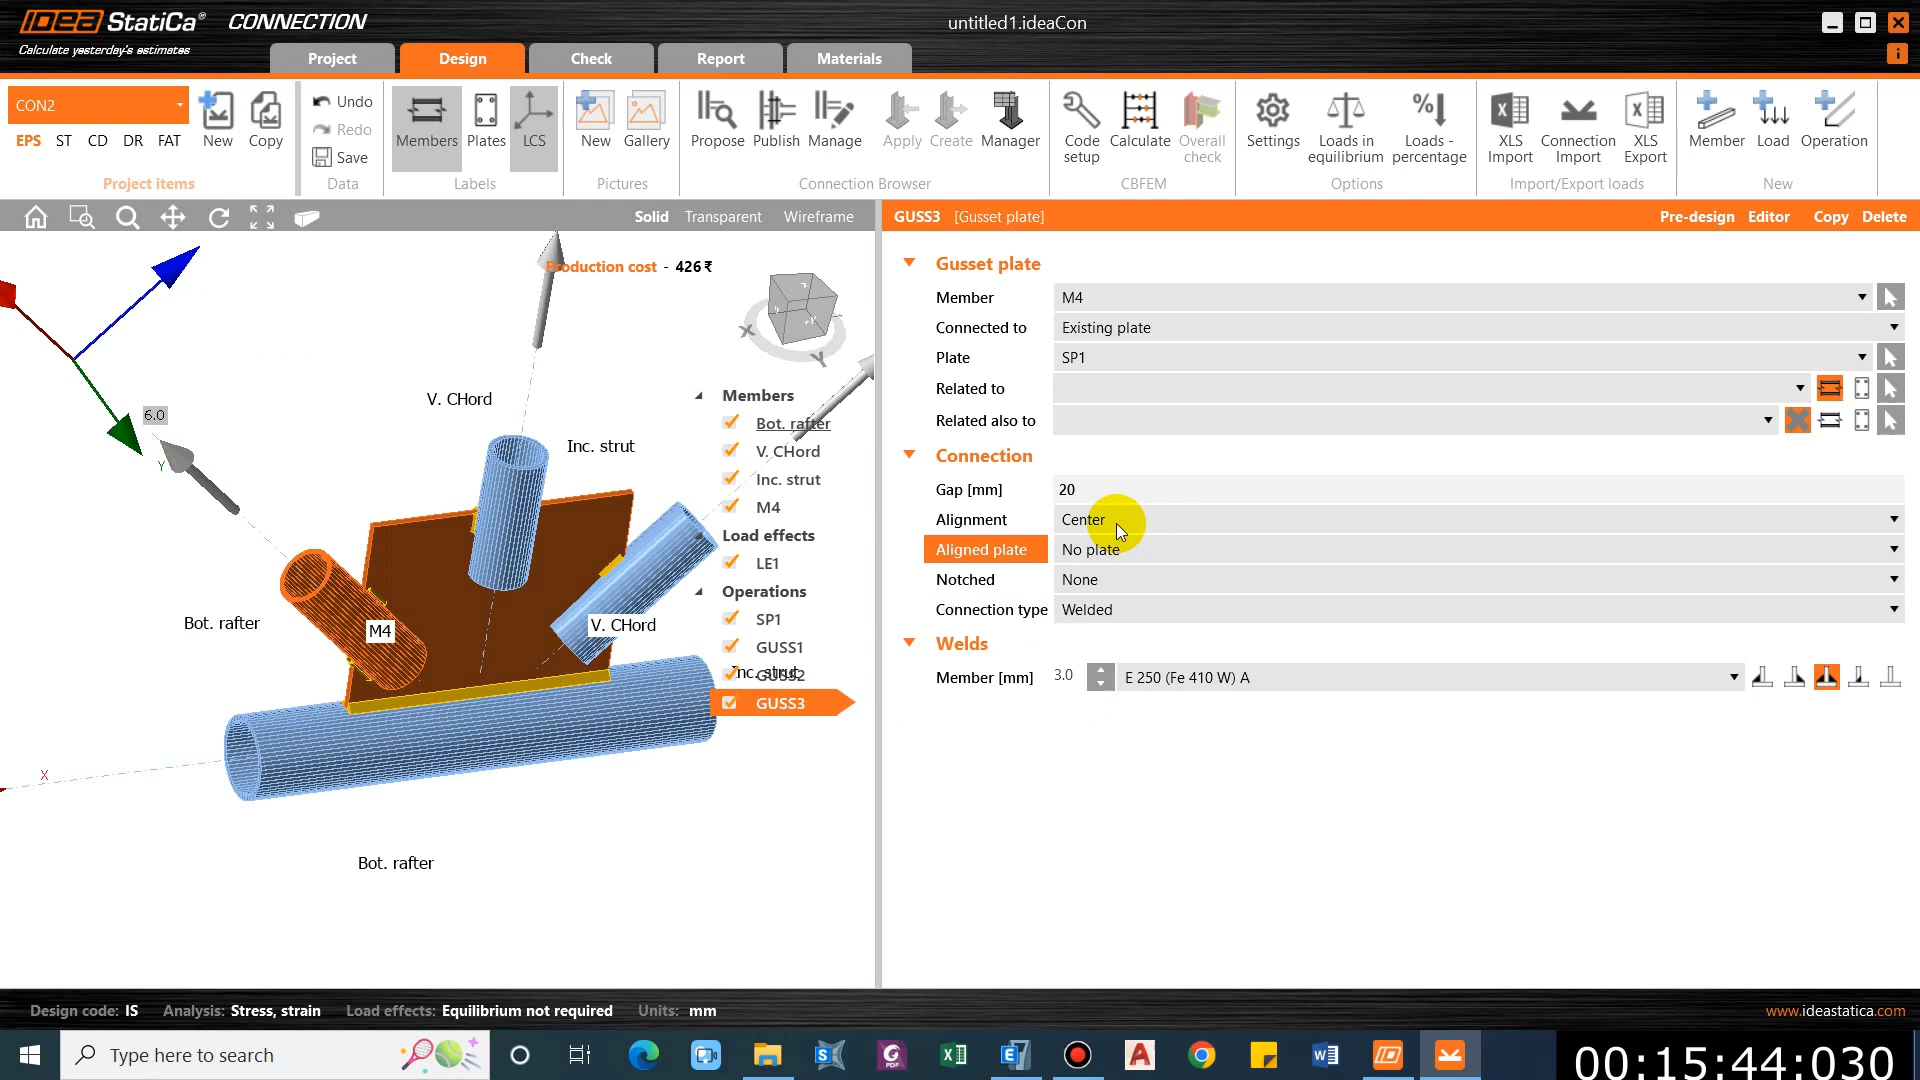 IDEA StatiCa® CONNECTION
untitled1.ideaCon
Calculate yesterday's estimates
Project Design Check Report Materials
CON2
EPS ST CD DR FAT
New Copy
Undo
Redo
Save
Members Plates LCS
New Gallery
Propose Publish Manage Apply Create Manager
Code setup Calculate Overall check
Settings Loads in equilibrium Loads - percentage
XLS Import Connection Import XLS Export
Member Load Operation
Project items Data Labels Pictures Connection Browser CBFEM Options Import/Export loads New
Solid Transparent Wireframe
GUSS3 [Gusset plate]
Pre-design Editor Copy Delete
Production cost - 426₹
6.0
Y
X
X
Y
V. CHord
Inc. strut
Bot. rafter
M4
V. CHord
Inc. strut
Bot. rafter
Members
Bot. rafter
V. CHord
Inc. strut
M4
Load effects
LE1
Operations
SP1
GUSS1
GUSS2
GUSS3
Gusset plate
Member M4
Connected to Existing plate
Plate SP1
Related to
Related also to
Connection
Gap [mm] 20
Alignment Center
Aligned plate No plate
Notched None
Connection type Welded
Welds
Member [mm] 3.0 E 250 (Fe 410 W) A
Design code: IS Analysis: Stress, strain Load effects: Equilibrium not required Units: mm
www.ideastatica.com
Type here to search
00:15:44:030